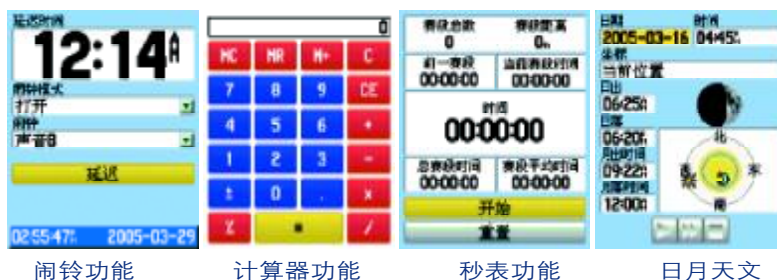 延迟时间
12:14
闹钟模式
打开
闹铃
声音8
延迟
02:55:47
2005-03-29
闹铃功能
0
MC MR M+ C
7 8 9 CE
4 5 6 +
1 2 3 -
± 0 . x
% = /
计算器功能
赛段总数 赛段距离
0 0
前一赛段 当前赛段时间
00:00:00 00:00:00
时间
00:00:00
总赛段时间 赛段平均时间
00:00:00 00:00:00
开始
重置
秒表功能
日期 时间
2005-03-16 04:45
坐标
当前位置
日出
06:25
日落
06:20
月出时间
09:22
月落时间
12:00
北
东
南
日月天文